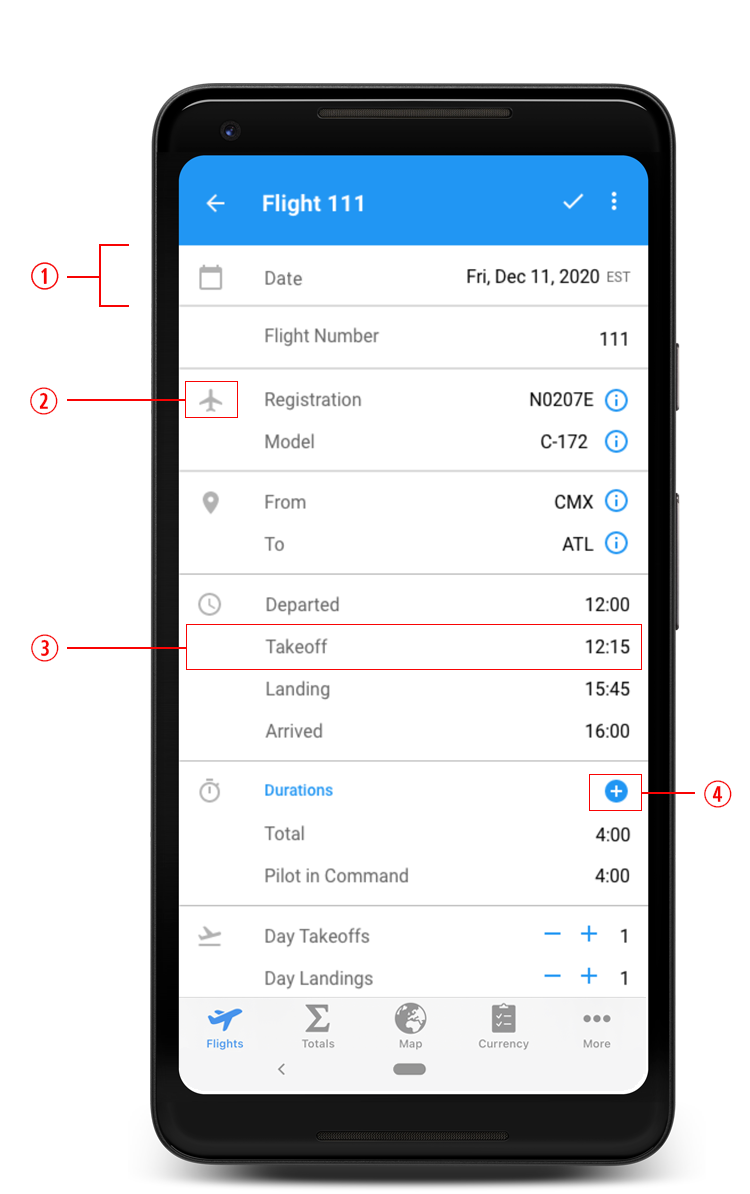 Flight 111
① Date Fri, Dec 11, 2020 EST
Flight Number 111
② Registration N0207E
Model C-172
From CMX
To ATL
Departed 12:00
③ Takeoff 12:15
Landing 15:45
Arrived 16:00
Durations ④
Total 4:00
Pilot in Command 4:00
Day Takeoffs − + 1
Day Landings − + 1
Flights Totals Map Currency More